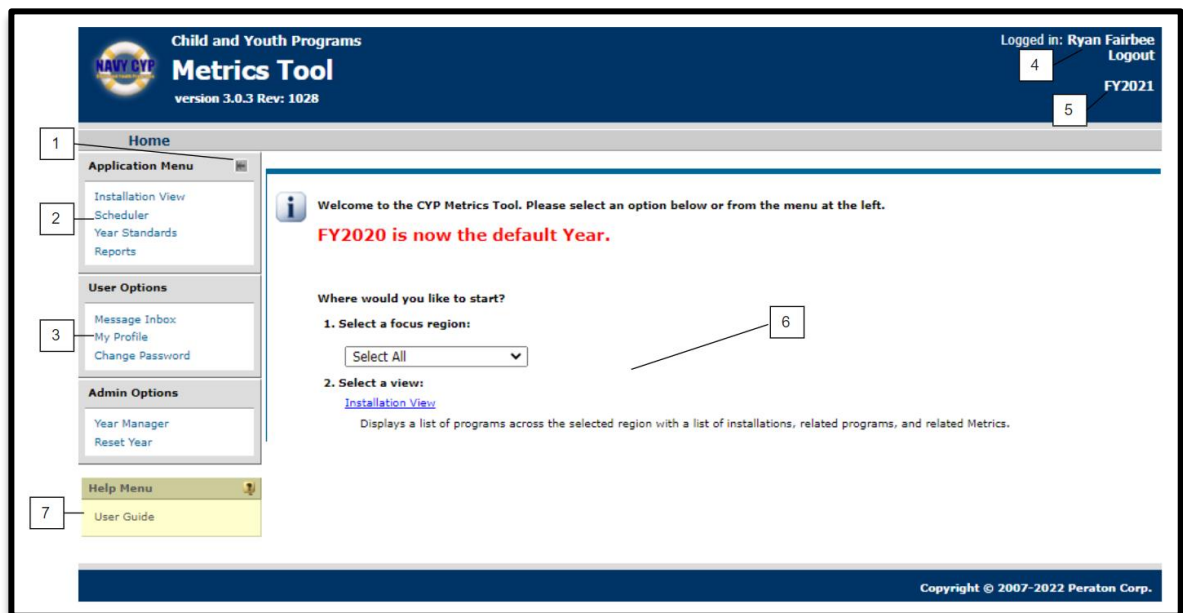 Child and Youth Programs
Metrics Tool
version 3.0.3 Rev: 1028
NAVY CYP
Logged in: Ryan Fairbee
Logout
FY2021
4
5
1
Home
Application Menu
Installation View
Scheduler
Year Standards
Reports
2
User Options
Message Inbox
My Profile
Change Password
3
Admin Options
Year Manager
Reset Year
Help Menu
User Guide
7
i
Welcome to the CYP Metrics Tool. Please select an option below or from the menu at the left.
FY2020 is now the default Year.
Where would you like to start?
1. Select a focus region:
Select All
6
2. Select a view:
Installation View
Displays a list of programs across the selected region with a list of installations, related programs, and related Metrics.
Copyright © 2007-2022 Peraton Corp.